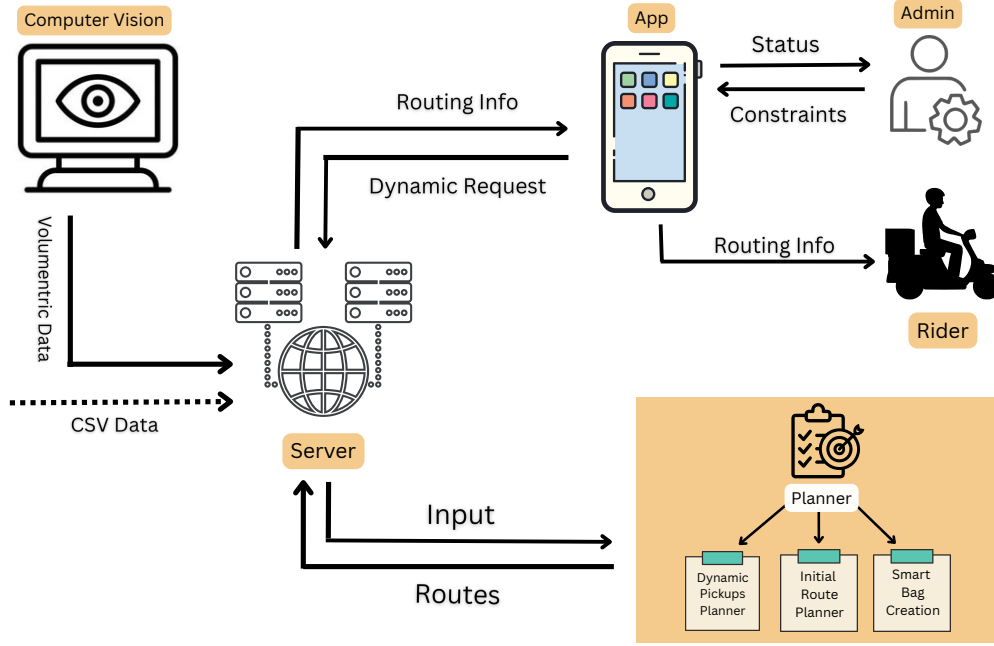 Computer Vision
App
Admin
Status
Constraints
Routing Info
Dynamic Request
Volumentric Data
Routing Info
Rider
CSV Data
Server
Input
Routes
Planner
Dynamic
Pickups
Planner
Initial
Route
Planner
Smart
Bag
Creation